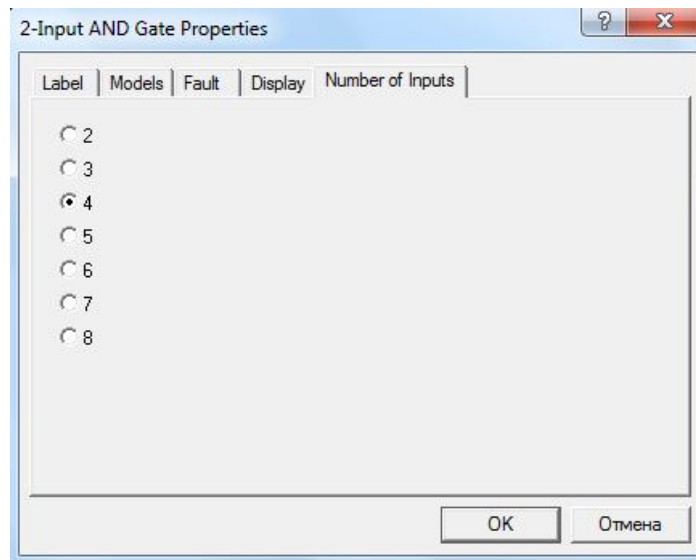 2-Input AND Gate Properties
Label Models Fault Display Number of Inputs
2
3
4
5
6
7
8
OK Отмена